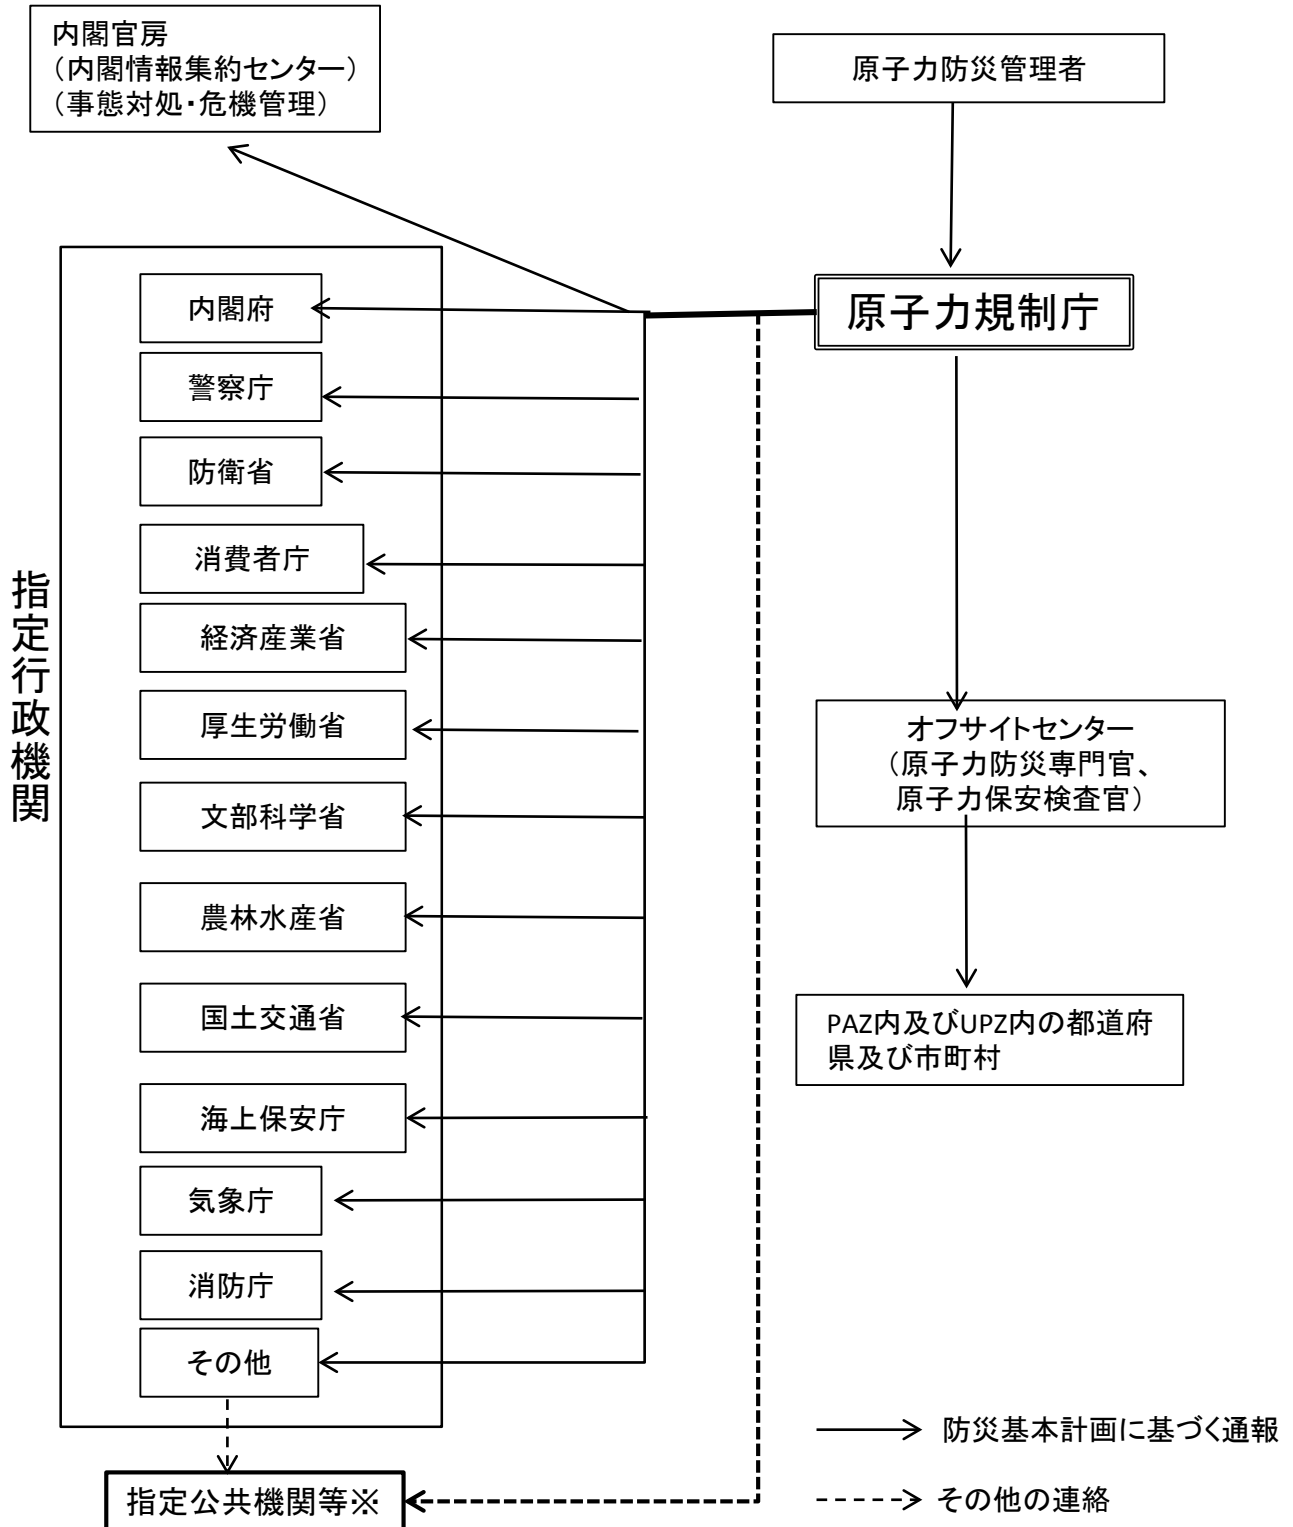 内閣官房
（内閣情報集約センター）
（事態対処・危機管理）
原子力防災管理者
原子力規制庁
指定行政機関
内閣府
警察庁
防衛省
消費者庁
経済産業省
厚生労働省
文部科学省
農林水産省
国土交通省
海上保安庁
気象庁
消防庁
その他
オフサイトセンター
（原子力防災専門官、
原子力保安検査官）
PAZ内及びUPZ内の都道府
県及び市町村
指定公共機関等※
防災基本計画に基づく通報
その他の連絡